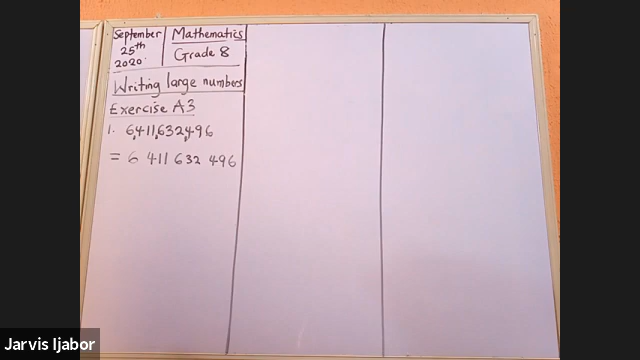 September
25th
2020.
Mathematics
Grade 8
Writing large numbers
Exercise A3
1. 6,411,632,496
= 6 411 632 496
Jarvis Ijabor